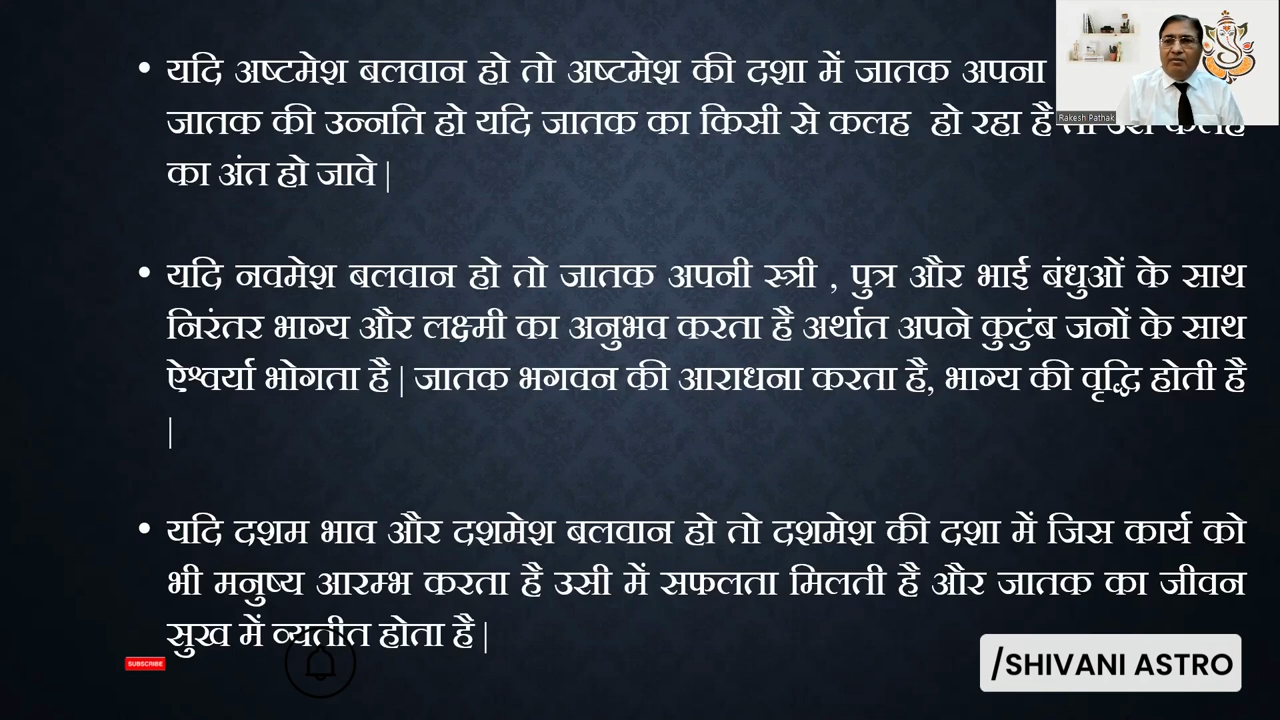 यदि अष्टमेश बलवान हो तो अष्टमेश की दशा में जातक अपना
जातक की उन्नति हो यदि जातक का किसी से कलह हो रहा है
का अंत हो जावे |
यदि नवमेश बलवान हो तो जातक अपनी स्त्री , पुत्र और भाई बंधुओं के साथ
निरंतर भाग्य और लक्ष्मी का अनुभव करता है अर्थात अपने कुटुंब जनों के साथ
ऐश्वर्या भोगता है | जातक भगवन की आराधना करता है, भाग्य की वृद्धि होती है
|
यदि दशम भाव और दशमेश बलवान हो तो दशमेश की दशा में जिस कार्य को
भी मनुष्य आरम्भ करता है उसी में सफलता मिलती है और जातक का जीवन
सुख में व्यतीत होता है |
Rakesh Pathak
SUBSCRIBE
/SHIVANI ASTRO